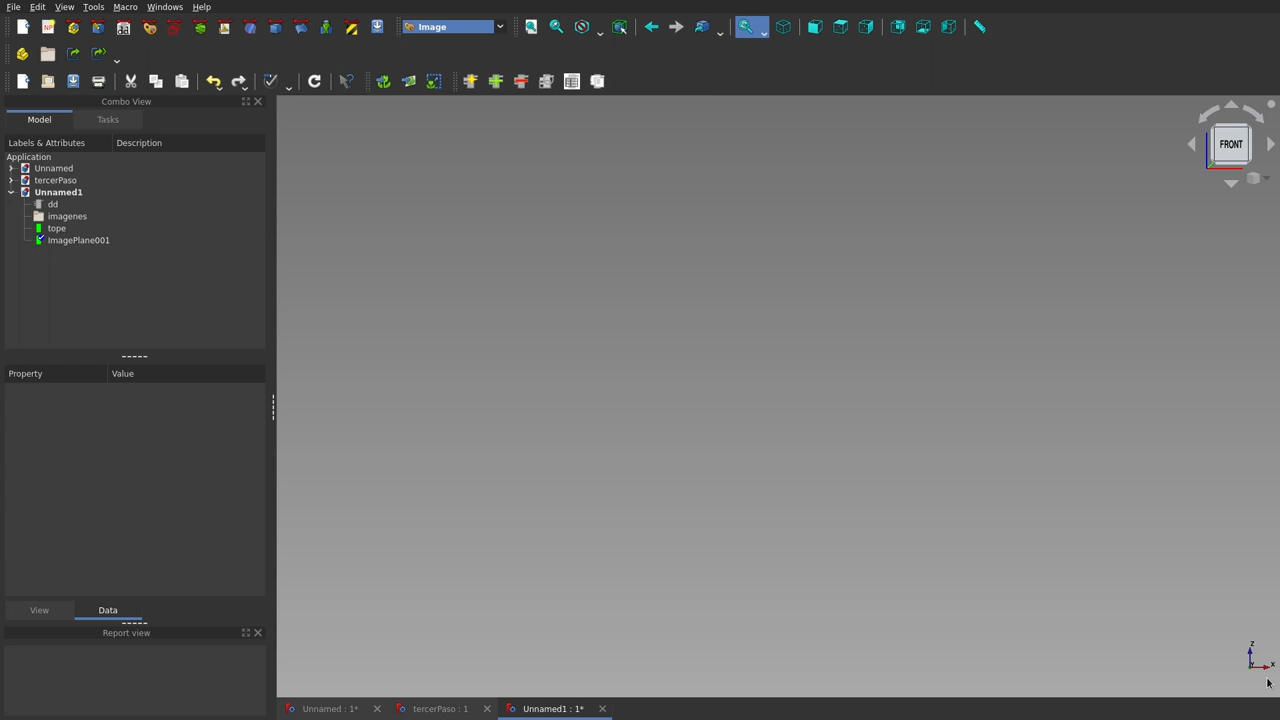 File Edit View Tools Macro Windows Help
Image
Combo View
Model Tasks
Labels & Attributes Description
Application
Unnamed
tercerPaso
Unnamed1
dd
imagenes
tope
ImagePlane001
Property Value
View Data
Report view
FRONT
Z
Y X
Unnamed : 1*
tercerPaso : 1
Unnamed1 : 1*